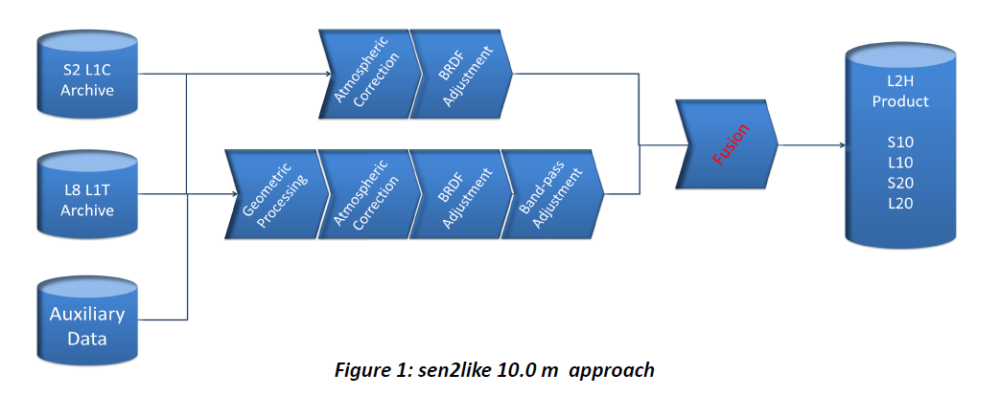 S2 L1C
Archive
Atmospheric
Correction
BRDF
Adjustment
L8 L1T
Archive
Geometric
Processing
Atmospheric
Correction
BRDF
Adjustment
Band-pass
Adjustment
Auxiliary
Data
Fusion
L2H
Product
S10
L10
S20
L20
Figure 1: sen2like 10.0 m approach